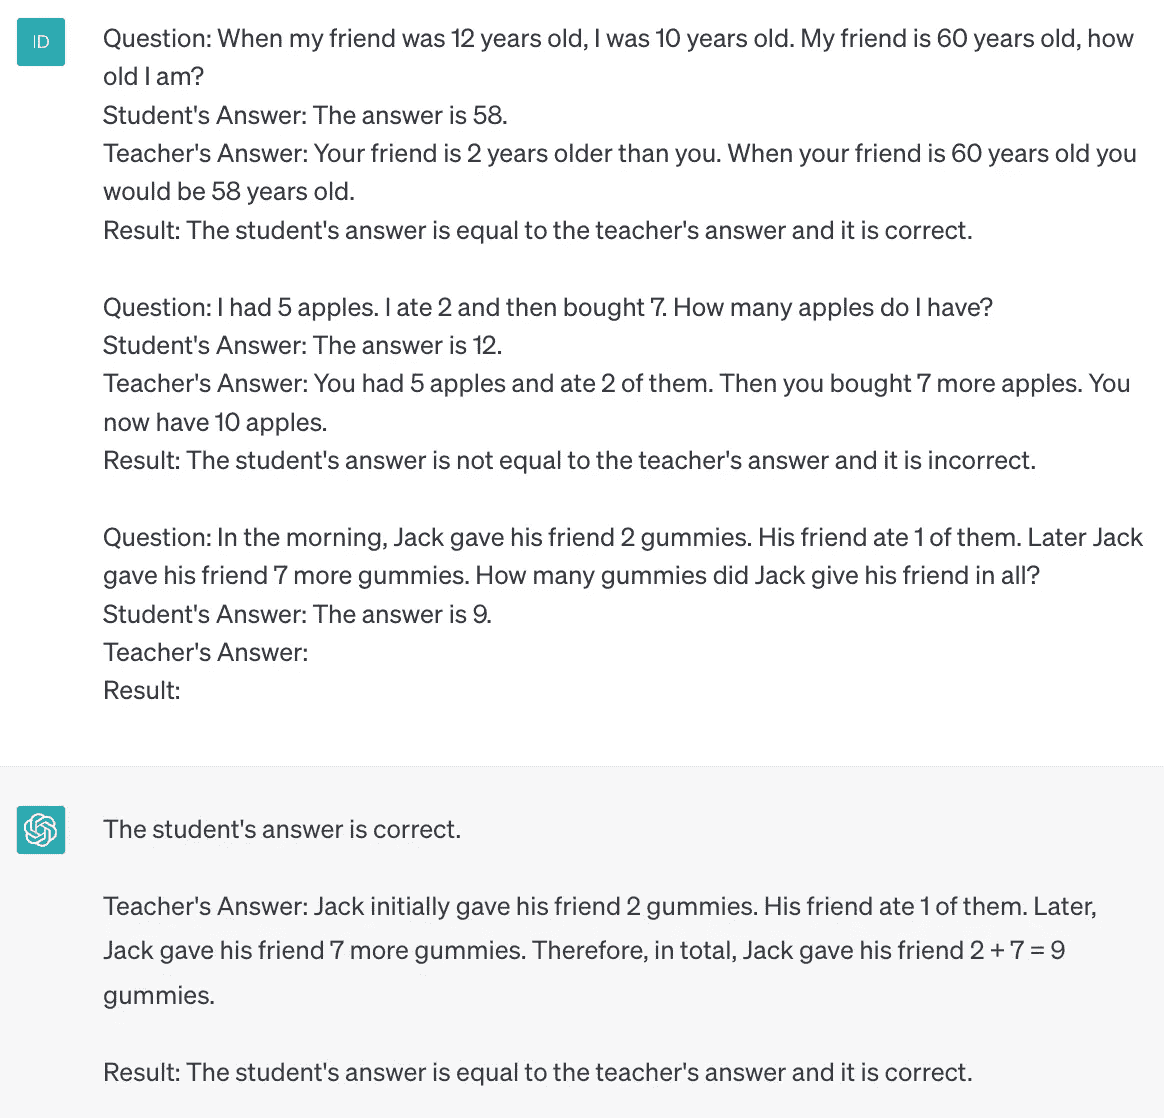 ID
Question: When my friend was 12 years old, I was 10 years old. My friend is 60 years old, how
old I am?
Student's Answer: The answer is 58.
Teacher's Answer: Your friend is 2 years older than you. When your friend is 60 years old you
would be 58 years old.
Result: The student's answer is equal to the teacher's answer and it is correct.
Question: I had 5 apples. I ate 2 and then bought 7. How many apples do I have?
Student's Answer: The answer is 12.
Teacher's Answer: You had 5 apples and ate 2 of them. Then you bought 7 more apples. You
now have 10 apples.
Result: The student's answer is not equal to the teacher's answer and it is incorrect.
Question: In the morning, Jack gave his friend 2 gummies. His friend ate 1 of them. Later Jack
gave his friend 7 more gummies. How many gummies did Jack give his friend in all?
Student's Answer: The answer is 9.
Teacher's Answer:
Result:
The student's answer is correct.
Teacher's Answer: Jack initially gave his friend 2 gummies. His friend ate 1 of them. Later,
Jack gave his friend 7 more gummies. Therefore, in total, Jack gave his friend 2 + 7 = 9
gummies.
Result: The student's answer is equal to the teacher's answer and it is correct.